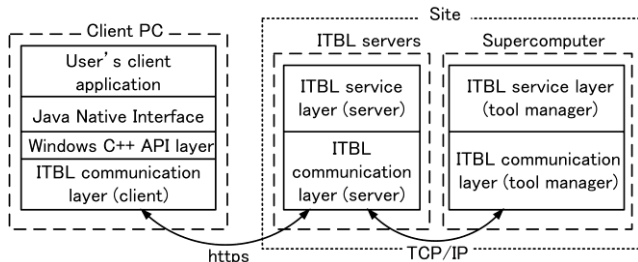 Site
Client PC
ITBL servers
Supercomputer
User's client
application
Java Native Interface
Windows C++ API layer
ITBL communication
layer (client)
ITBL service
layer (server)
ITBL
communication
layer (server)
ITBL service layer
(tool manager)
ITBL communication
layer (tool manager)
https
TCP/IP